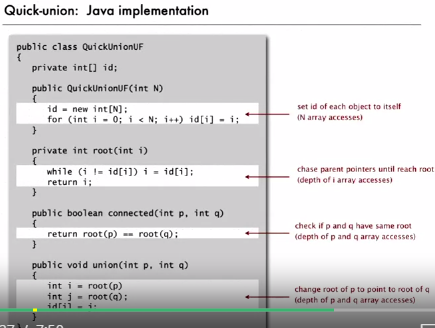 Quick-union: Java implementation
public class QuickUnionUF
{
private int[] id;
public QuickUnionUF(int N)
{
id = new int[N];
for (int i = 0; i < N; i++) id[i] = i;
}
set id of each object to itself
(N array accesses)
private int root(int i)
{
while (i != id[i]) i = id[i];
return i;
}
chase parent pointers until reach root
(depth of i array accesses)
public boolean connected(int p, int q)
{
return root(p) == root(q);
}
check if p and q have same root
(depth of p and q array accesses)
public void union(int p, int q)
{
int i = root(p)
int j = root(q);
change root of p to point to root of q
(depth of p and q array accesses)
}
7:50